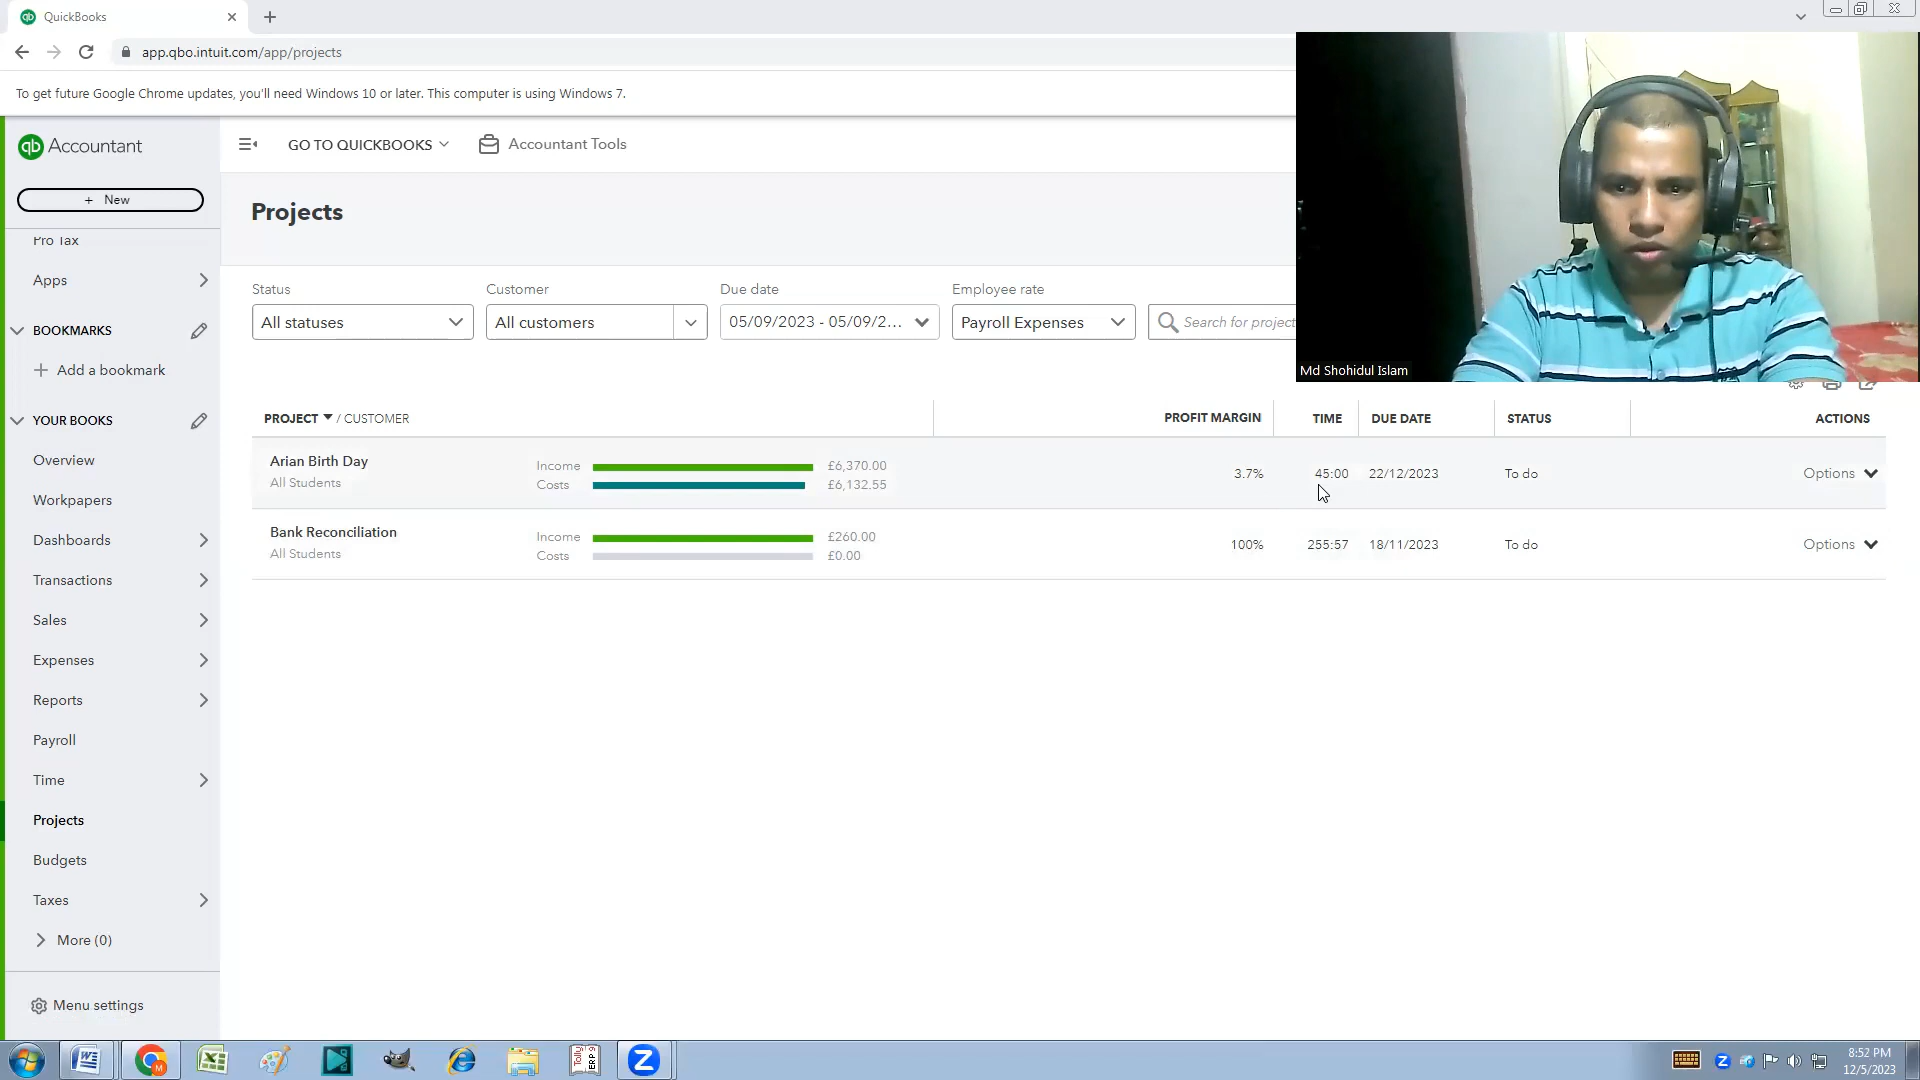 QuickBooks
app.qbo.intuit.com/app/projects
To get future Google Chrome updates, you'll need Windows 10 or later. This computer is using Windows 7.
qb Accountant
+ New
Pro Tax
Apps
BOOKMARKS
Add a bookmark
YOUR BOOKS
Overview
Workpapers
Dashboards
Transactions
Sales
Expenses
Reports
Payroll
Time
Projects
Budgets
Taxes
More (0)
Menu settings
GO TO QUICKBOOKS
Accountant Tools
Projects
Status
Customer
Due date
Employee rate
All statuses
All customers
05/09/2023 - 05/09/2...
Payroll Expenses
Search for project
Md Shohidul Islam
PROJECT / CUSTOMER
PROFIT MARGIN
TIME
DUE DATE
STATUS
ACTIONS
Arian Birth Day
All Students
Income £6,370.00
Costs £6,132.55
3.7%
45:00
22/12/2023
To do
Options
Bank Reconciliation
All Students
Income £260.00
Costs £0.00
100%
255:57
18/11/2023
To do
Options
Tally
ERP 9
8:52 PM
12/5/2023